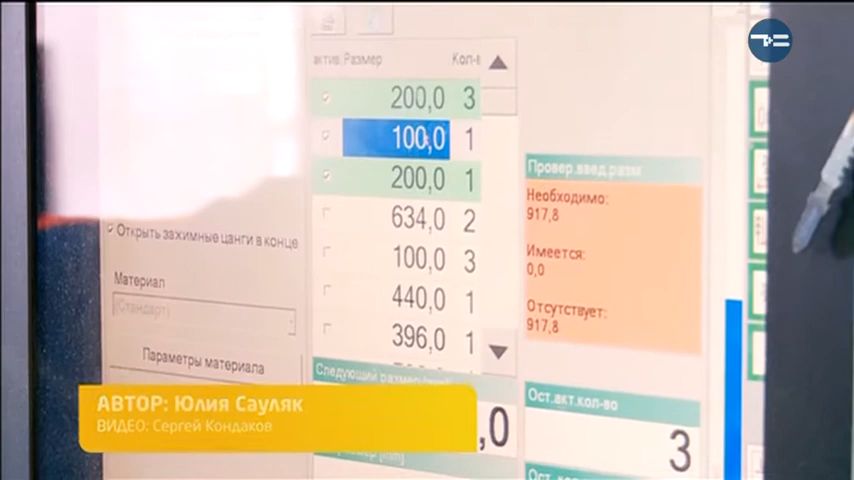 актив.
Размер
Кол-в
200,0 3
100,0 1
200,0 1
634,0 2
100,0 3
440,0 1
396,0 1
Открыть зажимные цанги в конце
Материал
(Стандарт)
Параметры материала
Провер.введ.разм
Необходимо:
917,8
Имеется:
0,0
Отсутствует:
917,8
Следующий размер
,0
Ост.акт.кол-во
3
АВТОР: Юлия Сауляк
ВИДЕО: Сергей Кондаков